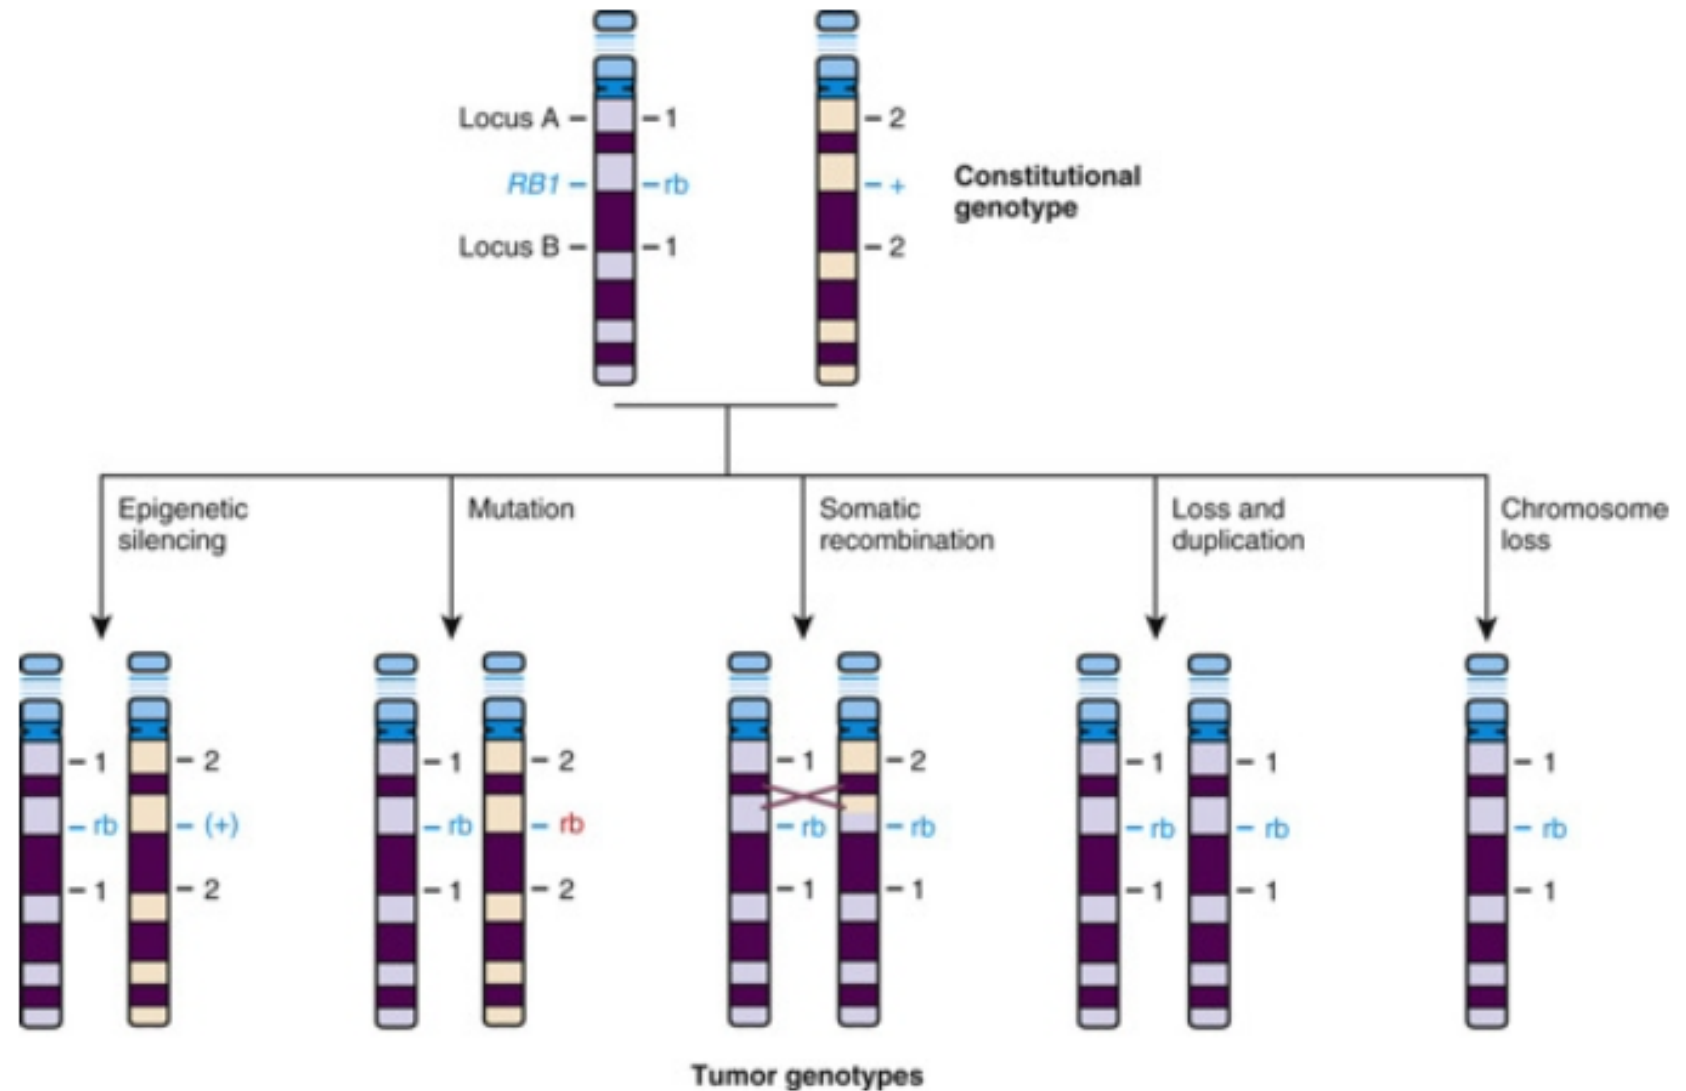 Locus A 1 2
RB1 rb +
Constitutional
genotype
Locus B 1 2
Epigenetic
silencing
Mutation
Somatic
recombination
Loss and
duplication
Chromosome
loss
1 2 1 2 1 2 1 1 1
rb (+) rb rb rb rb rb rb rb
1 2 1 2 1 1 1 1 1
Tumor genotypes